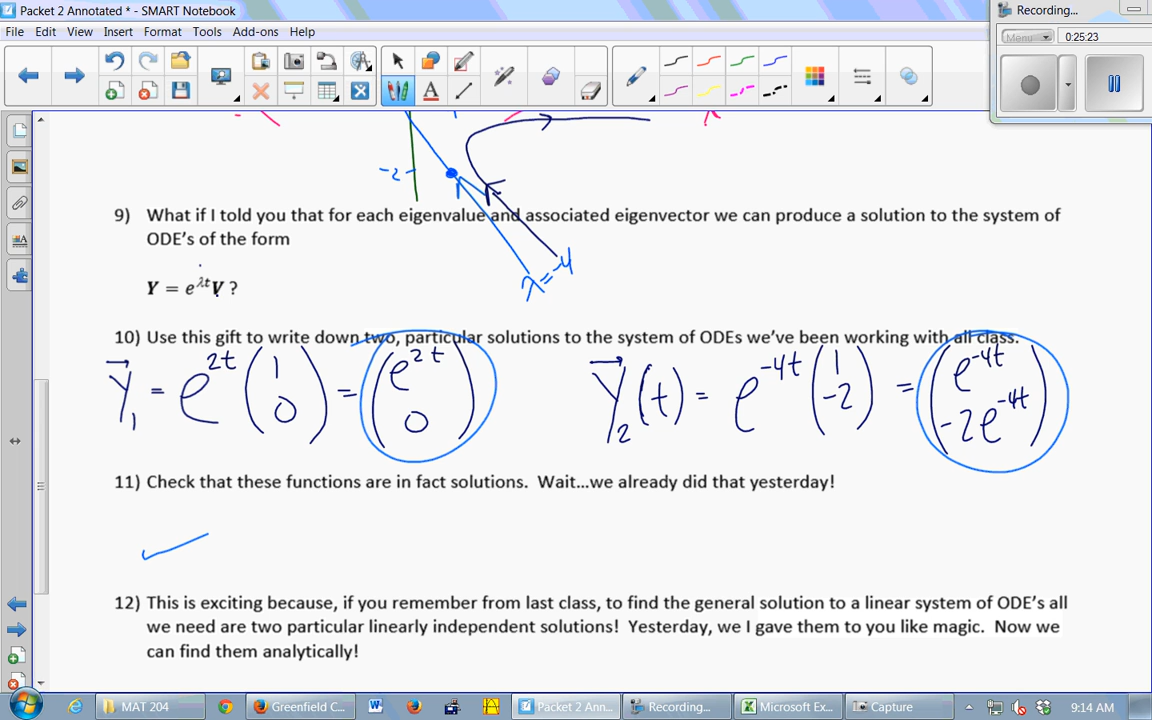 Packet 2 Annotated * - SMART Notebook
Recording...
File Edit View Insert Format Tools Add-ons Help
Menu 0:25:23
-2
9) What if I told you that for each eigenvalue and associated eigenvector we can produce a solution to the system of
ODE's of the form
λ=-4
Y = e^{λt}V ?
10) Use this gift to write down two, particular solutions to the system of ODEs we've been working with all class.
Y₁ = e^{2t} (1 0) = (e^{2t} 0) Y₂(t) = e^{-4t} (1 -2) = (e^{-4t} -2e^{-4t})
11) Check that these functions are in fact solutions. Wait...we already did that yesterday!
12) This is exciting because, if you remember from last class, to find the general solution to a linear system of ODE's all
we need are two particular linearly independent solutions! Yesterday, we I gave them to you like magic. Now we
can find them analytically!
MAT 204 Greenfield C... Packet 2 Ann... Recording... Microsoft Ex... Capture 9:14 AM